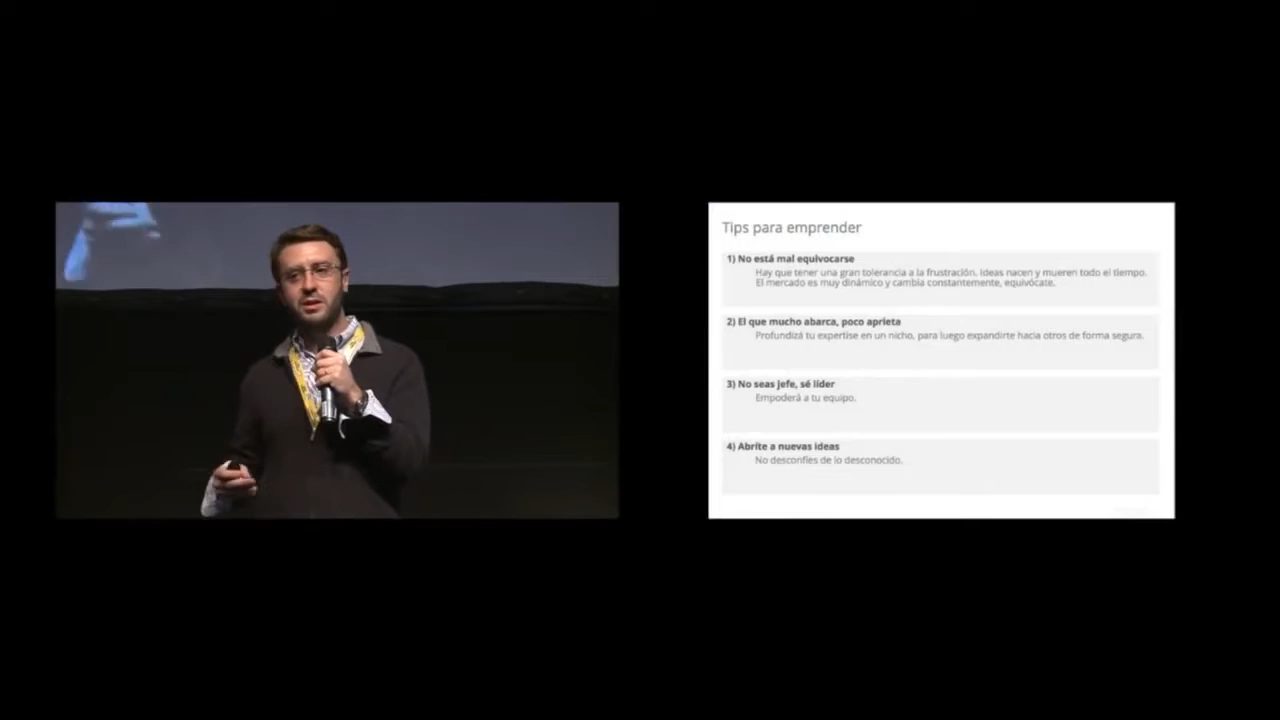 Tips para emprender
1) No está mal equivocarse
Hay que tener una gran tolerancia a la frustración. Ideas nacen y mueren todo el tiempo.
El mercado es muy dinámico y cambia constantemente, equivócate.
2) El que mucho abarca, poco aprieta
Profundizá tu expertise en un nicho, para luego expandirte hacia otros de forma segura.
3) No seas jefe, sé líder
Empoderá a tu equipo.
4) Abrite a nuevas ideas
No desconfíes de lo desconocido.